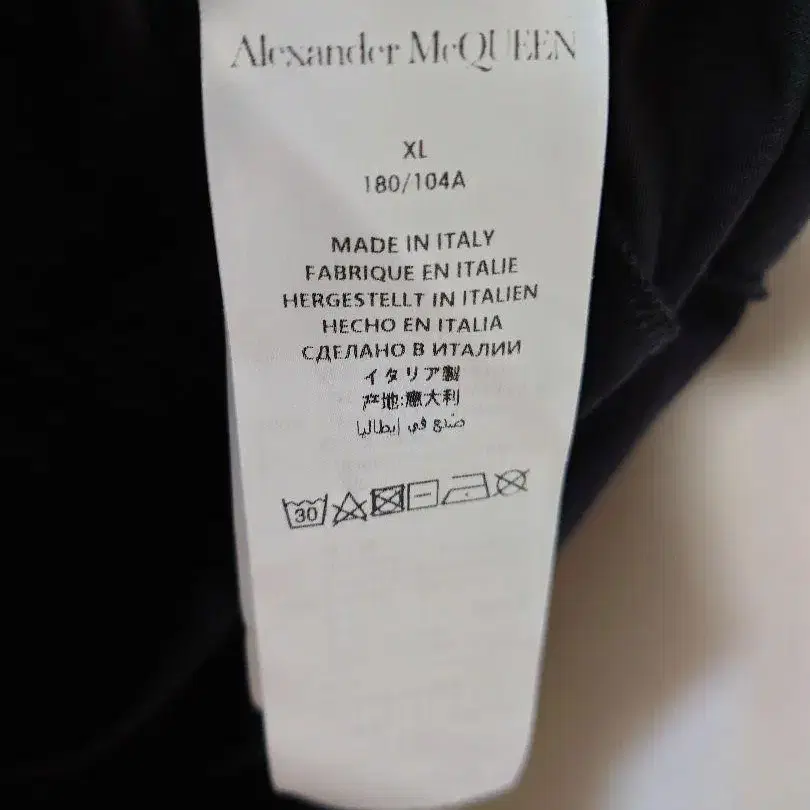 Alexander McQUEEN
XL
180/104A
MADE IN ITALY
FABRIQUE EN ITALIE
HERGESTELLT IN ITALIEN
HECHO EN ITALIA
СДЕЛАНО В ИТАЛИИ
イタリア製
产地:意大利
صنع في إيطاليا
30